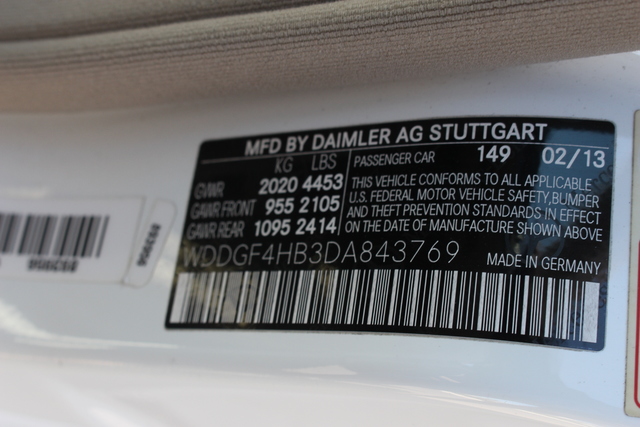 MFD BY DAIMLER AG STUTTGART
KG LBS
GVWR 2020 4453
GAWR FRONT 955 2105
GAWR REAR 1095 2414
PASSENGER CAR 149 02/13
THIS VEHICLE CONFORMS TO ALL APPLICABLE
U.S. FEDERAL MOTOR VEHICLE SAFETY, BUMPER
AND THEFT PREVENTION STANDARDS IN EFFECT
ON THE DATE OF MANUFACTURE SHOWN ABOVE
WDDGF4HB3DA843769
MADE IN GERMANY